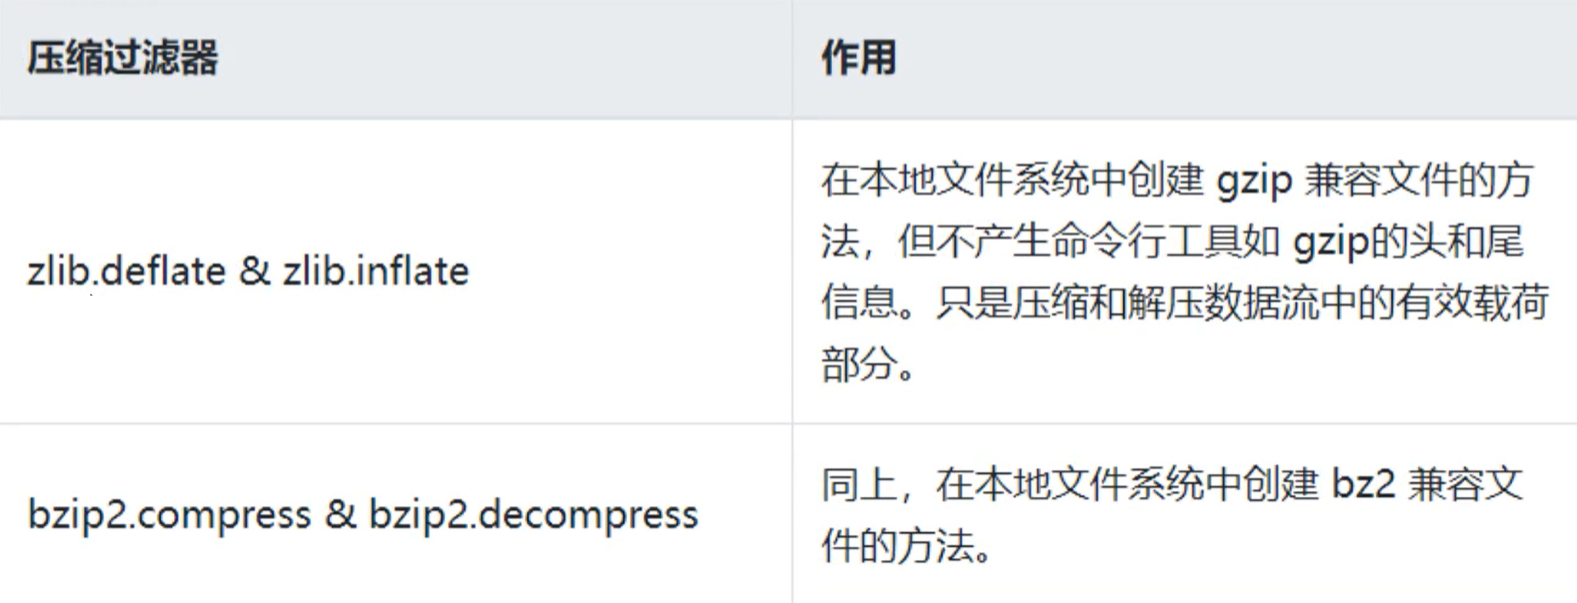 压缩过滤器
作用
zlib.deflate & zlib.inflate
在本地文件系统中创建 gzip 兼容文件的方
法，但不产生命令行工具如 gzip的头和尾
信息。只是压缩和解压数据流中的有效载荷
部分。
bzip2.compress & bzip2.decompress
同上，在本地文件系统中创建 bz2 兼容文
件的方法。